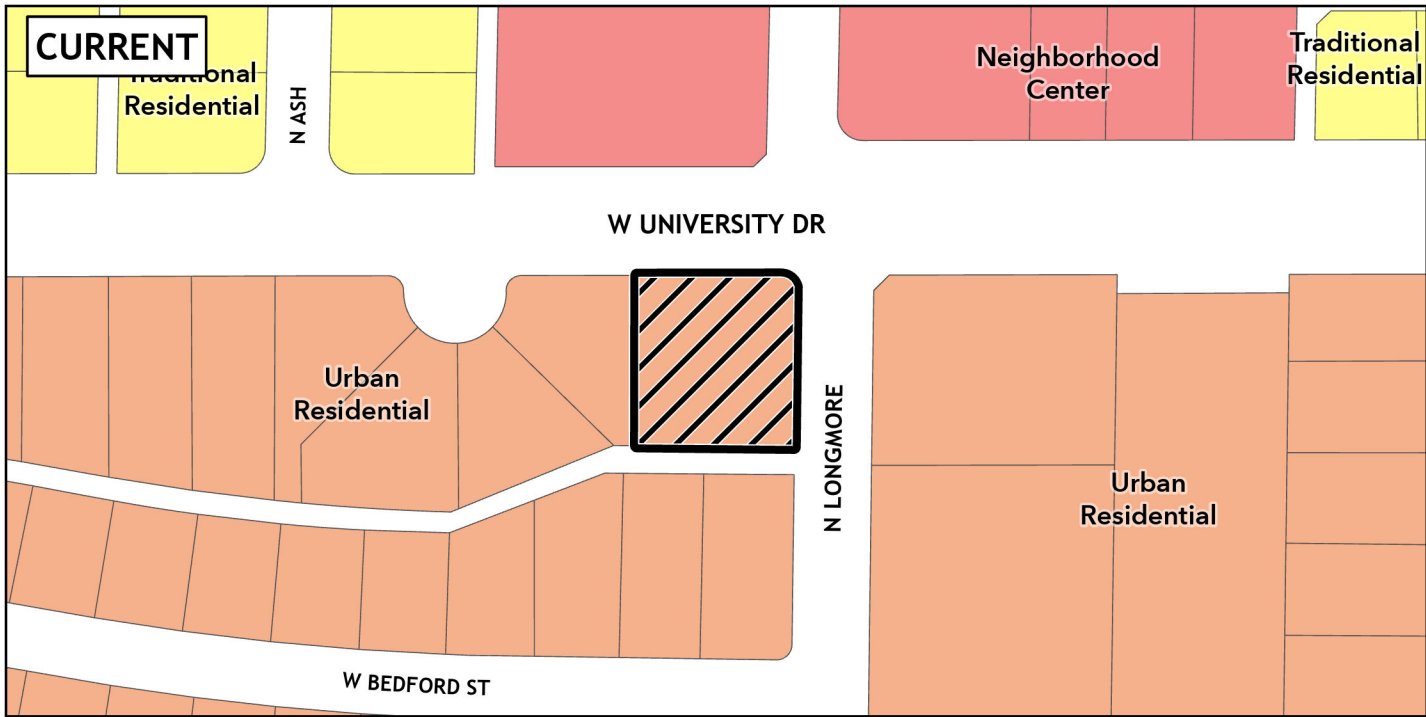 CURRENT
Traditional
Residential
N ASH
Neighborhood
Center
Traditional
Residential
W UNIVERSITY DR
Urban
Residential
N LONGMORE
Urban
Residential
W BEDFORD ST